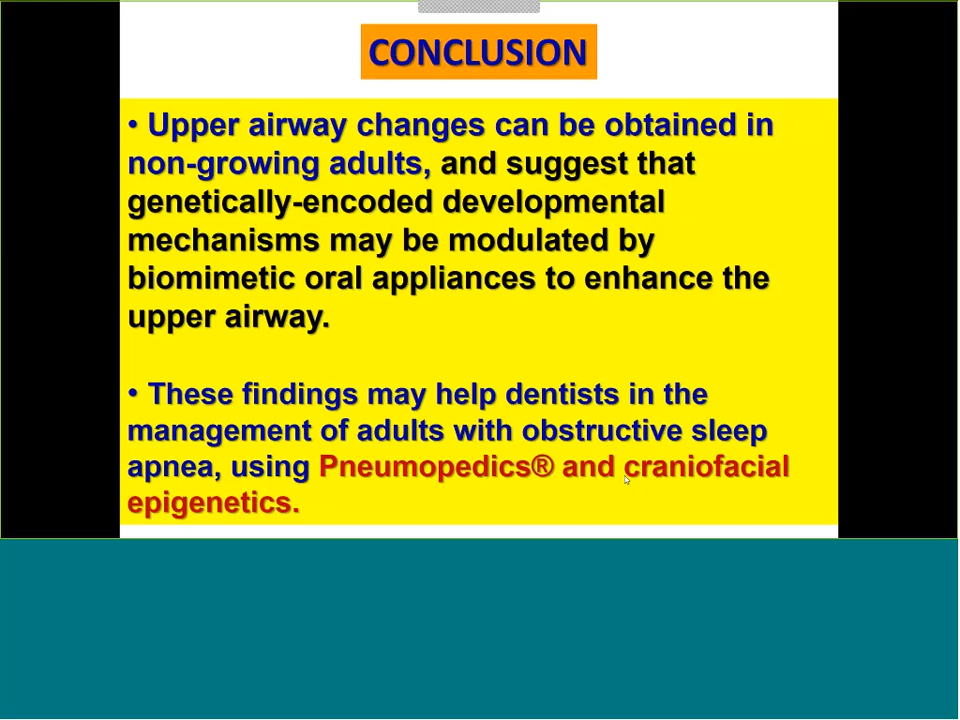 CONCLUSION
• Upper airway changes can be obtained in
non-growing adults, and suggest that
genetically-encoded developmental
mechanisms may be modulated by
biomimetic oral appliances to enhance the
upper airway.
• These findings may help dentists in the
management of adults with obstructive sleep
apnea, using Pneumopedics® and craniofacial
epigenetics.